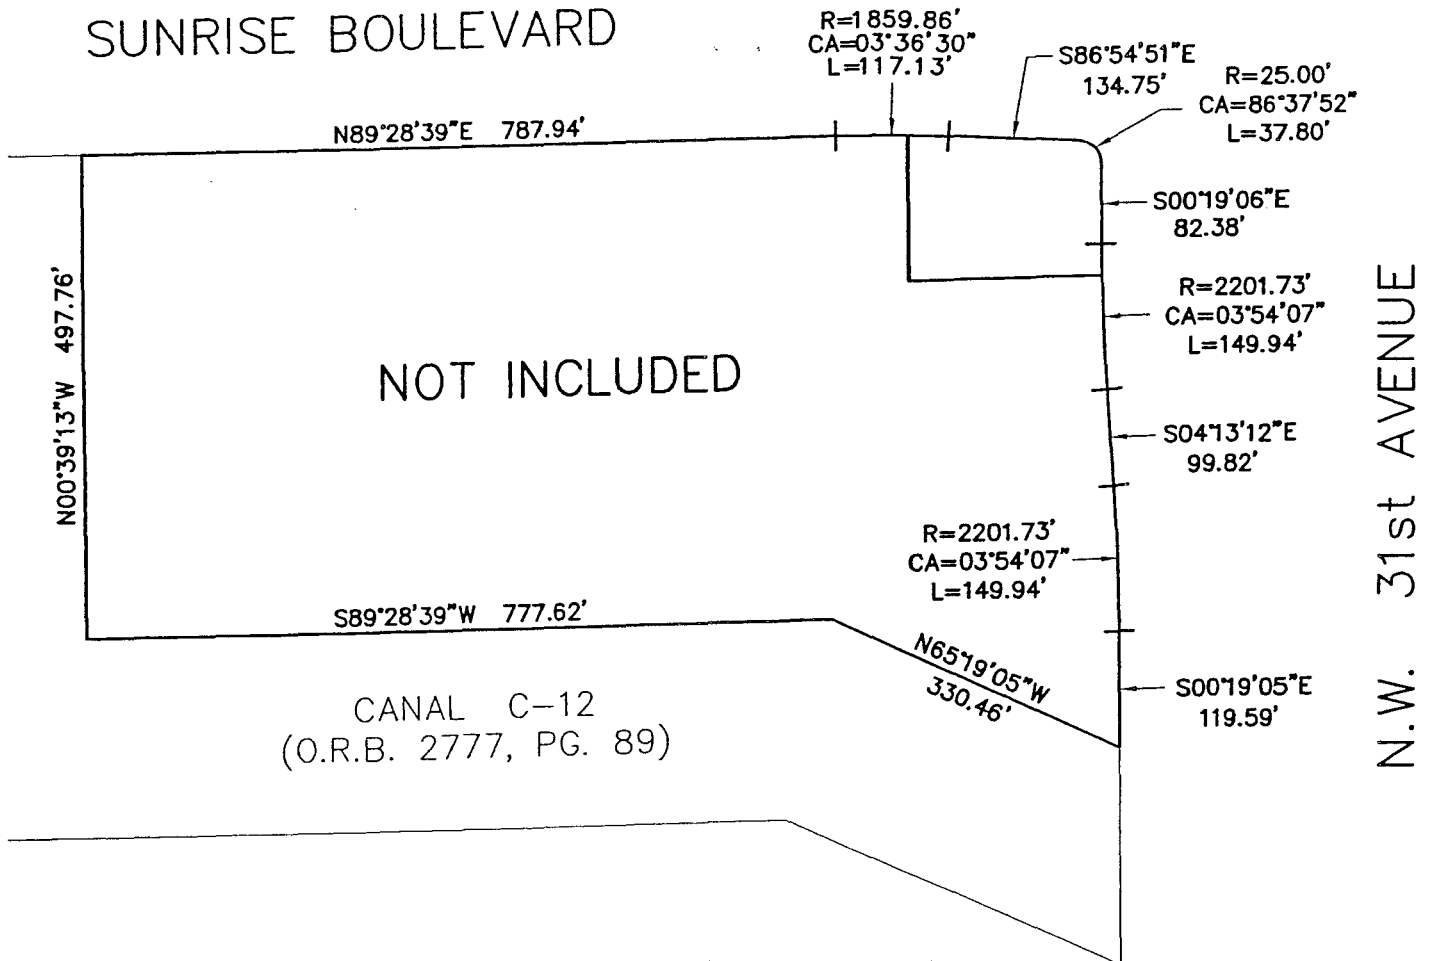 SUNRISE BOULEVARD
R=1859.86'
CA=03°36'30"
L=117.13'
S86°54'51"E
134.75'
R=25.00'
CA=86°37'52"
L=37.80'
N89°28'39"E 787.94'
S00°19'06"E
82.38'
N00°39'13"W 497.76'
R=2201.73'
CA=03°54'07"
L=149.94'
NOT INCLUDED
S04°13'12"E
99.82'
N.W. 31st AVENUE
R=2201.73'
CA=03°54'07"
L=149.94'
S89°28'39"W 777.62'
N65°19'05"W
330.46'
S00°19'05"E
119.59'
CANAL C-12
(O.R.B. 2777, PG. 89)